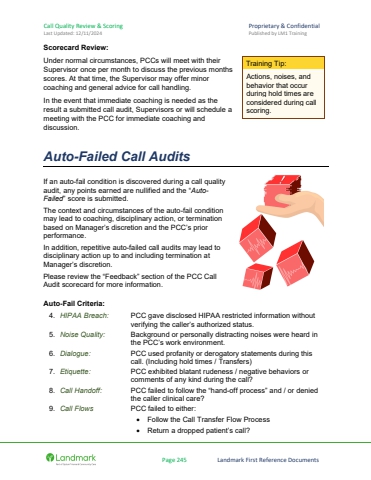 Call Quality Review & Scoring
Proprietary & Confidential
Last Updated: 12/11/2024
Published by LM1 Training
Scorecard Review:
Under normal circumstances, PCCs will meet with their
Supervisor once per month to discuss the previous months
scores. At that time, the Supervisor may offer minor
coaching and general advice for call handling.
In the event that immediate coaching is needed as the
result a submitted call audit, Supervisors or will schedule a
meeting with the PCC for immediate coaching and
discussion.
Training Tip:
Actions, noises, and
behavior that occur
during hold times are
considered during call
scoring.
Auto-Failed Call Audits
If an auto-fail condition is discovered during a call quality
audit, any points earned are nullified and the “Auto-
Failed” score is submitted.
The context and circumstances of the auto-fail condition
may lead to coaching, disciplinary action, or termination
based on Manager’s discretion and the PCC’s prior
performance.
In addition, repetitive auto-failed call audits may lead to
disciplinary action up to and including termination at
Manager’s discretion.
Please review the “Feedback” section of the PCC Call
Audit scorecard for more information.
Auto-Fail Criteria:
4. HIPAA Breach: PCC gave disclosed HIPAA restricted information without
verifying the caller’s authorized status.
5. Noise Quality: Background or personally distracting noises were heard in
the PCC’s work environment.
6. Dialogue: PCC used profanity or derogatory statements during this
call. (Including hold times / Transfers)
7. Etiquette: PCC exhibited blatant rudeness / negative behaviors or
comments of any kind during the call?
8. Call Handoff: PCC failed to follow the “hand-off process” and / or denied
the caller clinical care?
9. Call Flows PCC failed to either:
• Follow the Call Transfer Flow Process
• Return a dropped patient’s call?
Landmark
Page 245
Landmark First Reference Documents